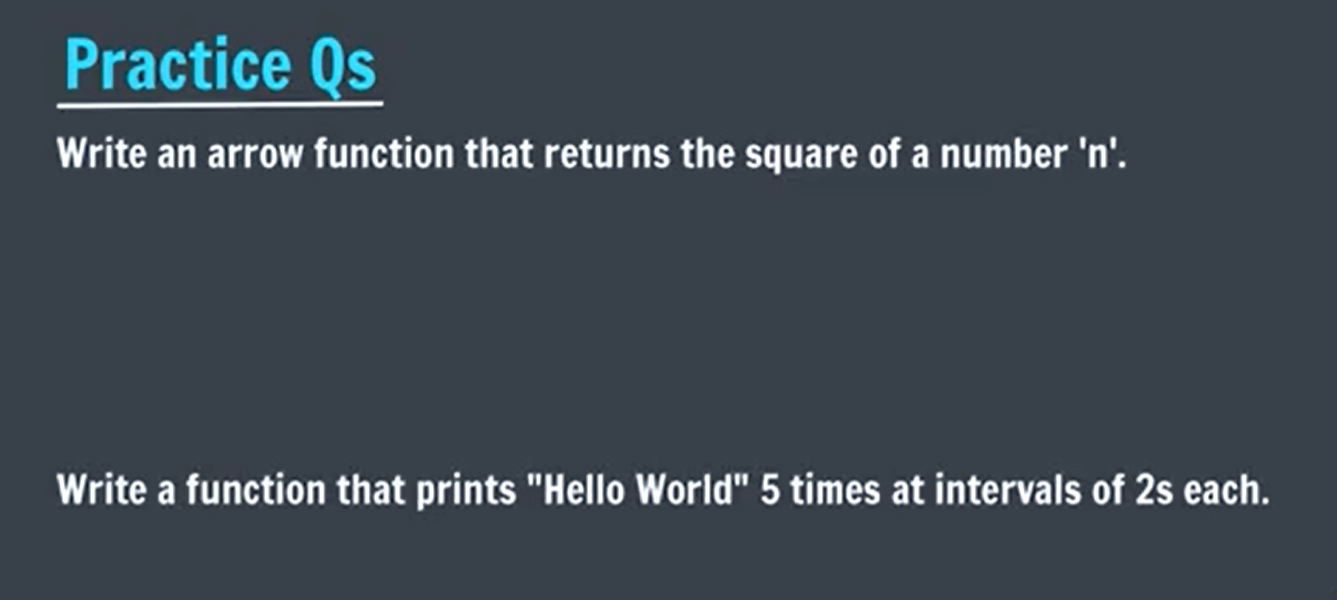 Practice Qs
Write an arrow function that returns the square of a number 'n'.
Write a function that prints "Hello World" 5 times at intervals of 2s each.